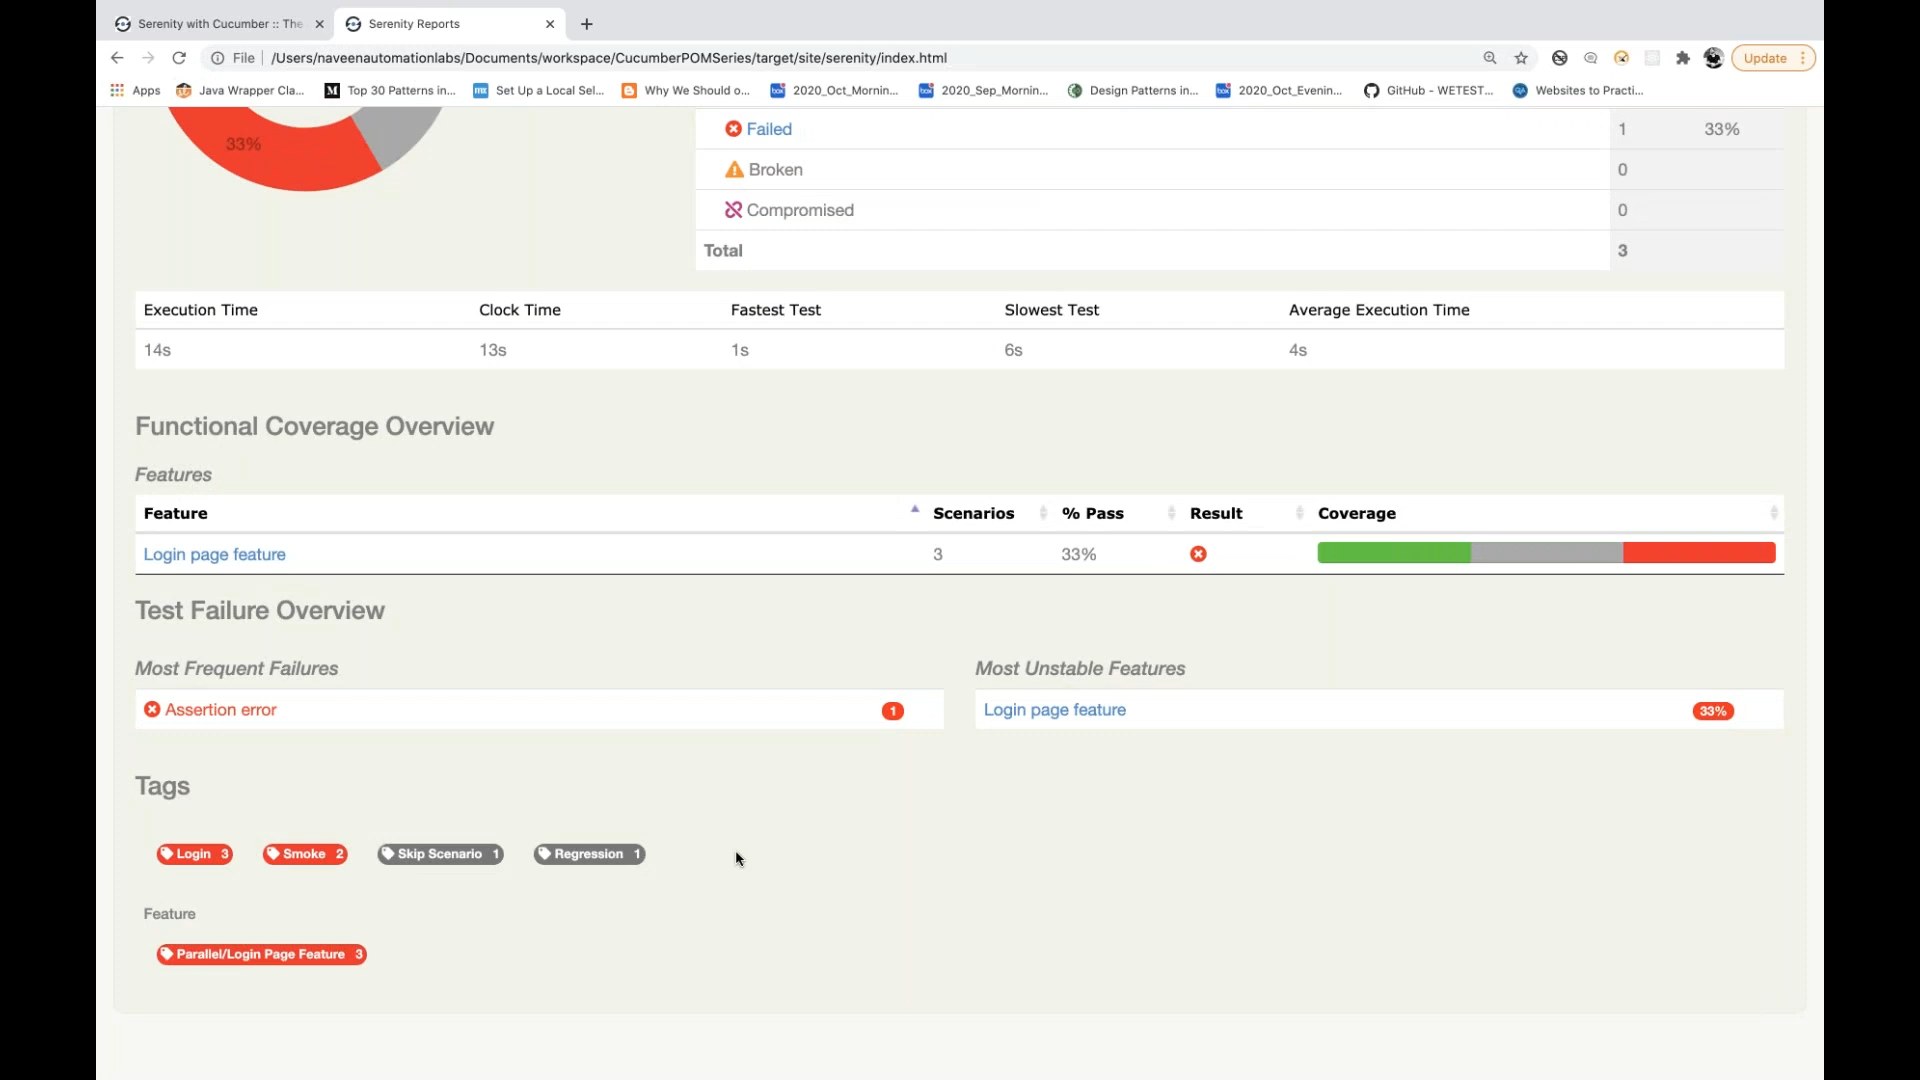 Serenity with Cucumber :: The
Serenity Reports
File /Users/naveenautomationlabs/Documents/workspace/CucumberPOMSeries/target/site/serenity/index.html
Update
Apps Java Wrapper Cla... Top 30 Patterns in... Set Up a Local Sel... Why We Should o... 2020_Oct_Mornin... 2020_Sep_Mornin... Design Patterns in... 2020_Oct_Evenin... GitHub - WETEST... Websites to Practi...
33%
Failed 1 33%
Broken 0
Compromised 0
Total 3
Execution Time Clock Time Fastest Test Slowest Test Average Execution Time
14s 13s 1s 6s 4s
Functional Coverage Overview
Features
Feature Scenarios % Pass Result Coverage
Login page feature 3 33%
Test Failure Overview
Most Frequent Failures Most Unstable Features
Assertion error 1 Login page feature 33%
Tags
Login 3 Smoke 2 Skip Scenario 1 Regression 1
Feature
Parallel/Login Page Feature 3